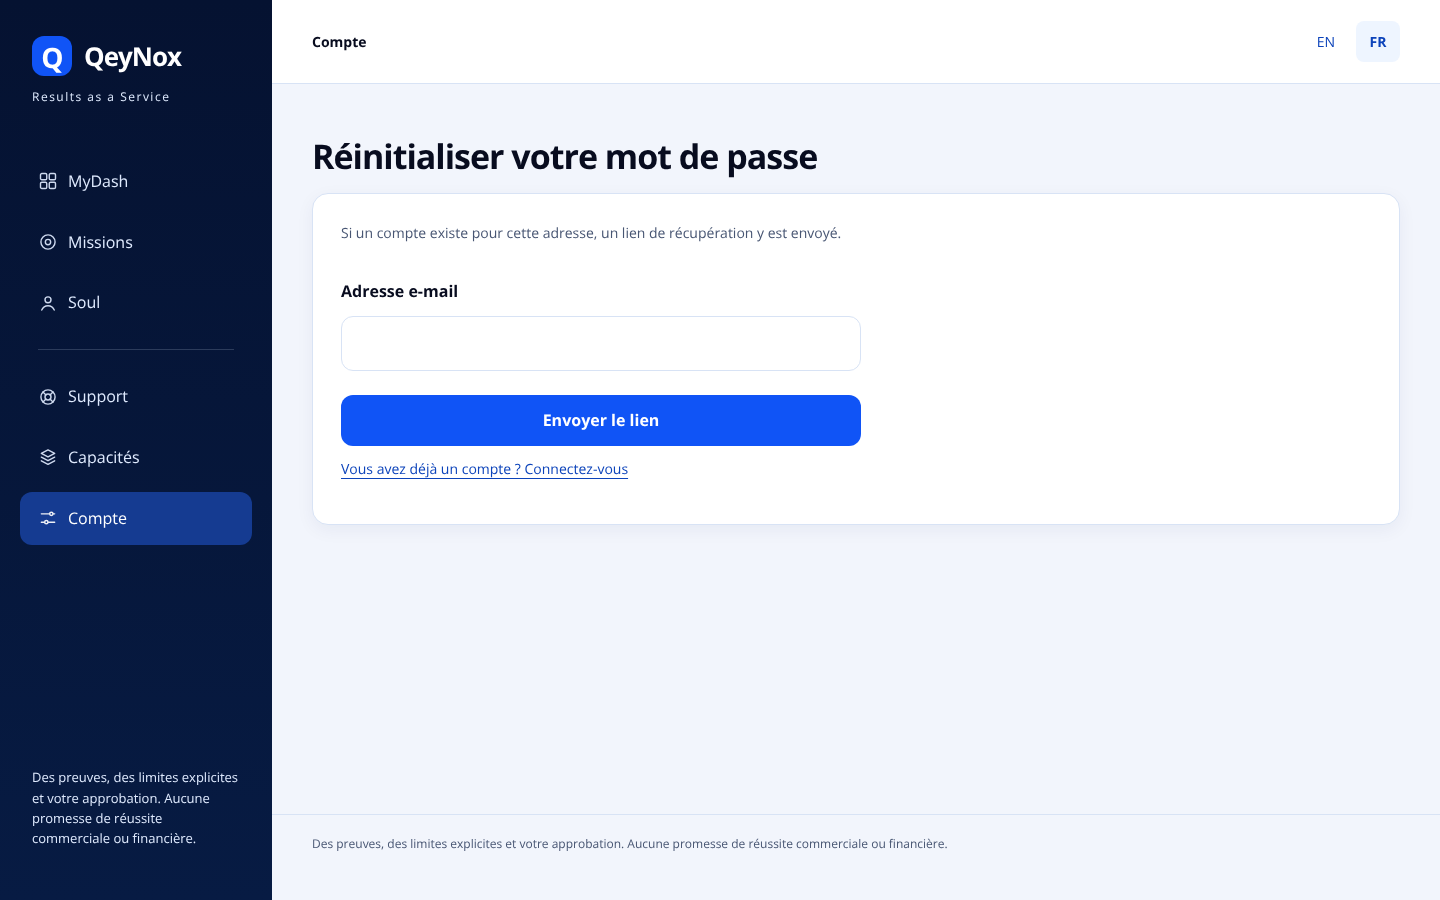 Q QeyNox
Results as a Service
MyDash
Missions
Soul
Support
Capacités
Compte
Des preuves, des limites explicites
et votre approbation. Aucune
promesse de réussite
commerciale ou financière.
Compte
EN
FR
Réinitialiser votre mot de passe
Si un compte existe pour cette adresse, un lien de récupération y est envoyé.
Adresse e-mail
Envoyer le lien
Vous avez déjà un compte ? Connectez-vous
Des preuves, des limites explicites et votre approbation. Aucune promesse de réussite commerciale ou financière.